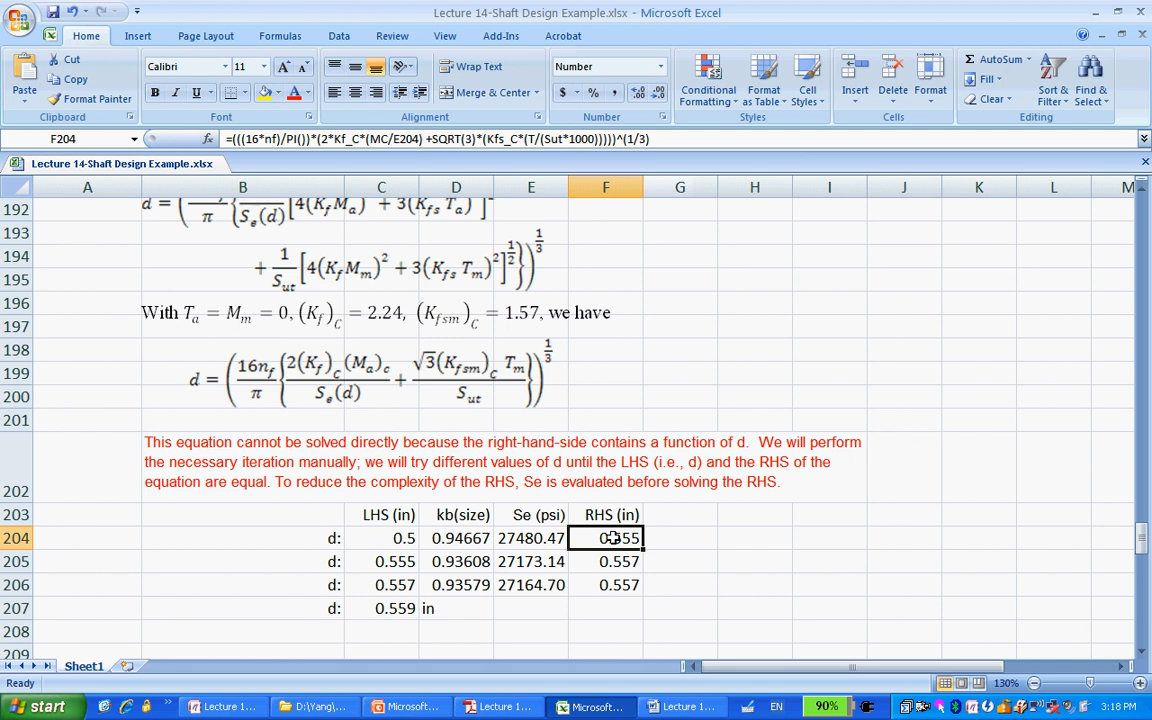 Lecture 14-Shaft Design Example.xlsx - Microsoft Excel
Home Insert Page Layout Formulas Data Review View Add-Ins Acrobat
Paste Cut Copy Format Painter
Calibri 11
B I U
Wrap Text
Merge & Center
Number
$ % ,
Conditional Formatting Format as Table Cell Styles
Insert Delete Format
Σ AutoSum Fill Clear
Sort & Filter Find & Select
Clipboard Font Alignment Number Styles Cells Editing
F204 fx =(((16*nf)/PI())*(2*Kf_C*(MC/E204) +SQRT(3)*(Kfs_C*(T/(Sut*1000)))))^(1/3)
Lecture 14-Shaft Design Example.xlsx
A B C D E F G H I J K L M
192
193
194
195
196
197
198
199
200
201
202
203
204
205
206
207
208
209
+ 1/S_ut [4(K_f M_m)^2 + 3(K_fs T_m)^2]^{1/2}})^{1/3}
With T_a = M_m = 0, (K_f)_C = 2.24, (K_fsm)_C = 1.57, we have
d = (16n_f/π {2(K_f)_C (M_a)_c / S_e(d) + √3(K_fsm)_C T_m / S_ut})^{1/3}
This equation cannot be solved directly because the right-hand-side contains a function of d. We will perform
the necessary iteration manually; we will try different values of d until the LHS (i.e., d) and the RHS of the
equation are equal. To reduce the complexity of the RHS, Se is evaluated before solving the RHS.
LHS (in) kb(size) Se (psi) RHS (in)
d: 0.5 0.94667 27480.47 0.555
d: 0.555 0.93608 27173.14 0.557
d: 0.557 0.93579 27164.70 0.557
d: 0.559 in
Sheet1
Ready 130%
start Lecture 1... D:\Yang\... Microsoft... Lecture 1... Microsoft... Lecture 1... EN 90% 3:18 PM